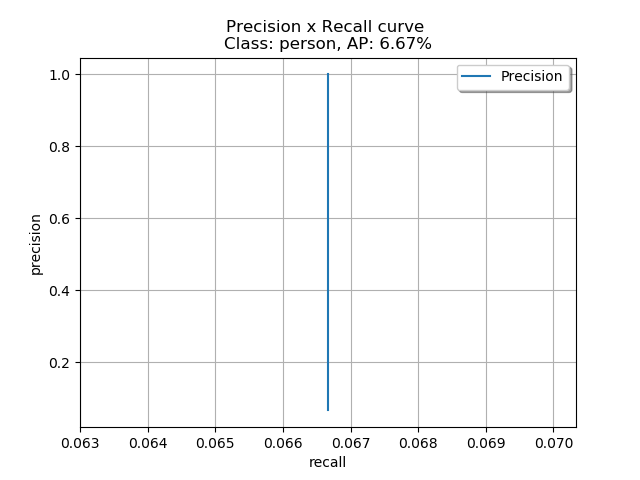 Precision x Recall curve
Class: person, AP: 6.67%
Precision
precision
1.0
0.8
0.6
0.4
0.2
0.063 0.064 0.065 0.066 0.067 0.068 0.069 0.070
recall